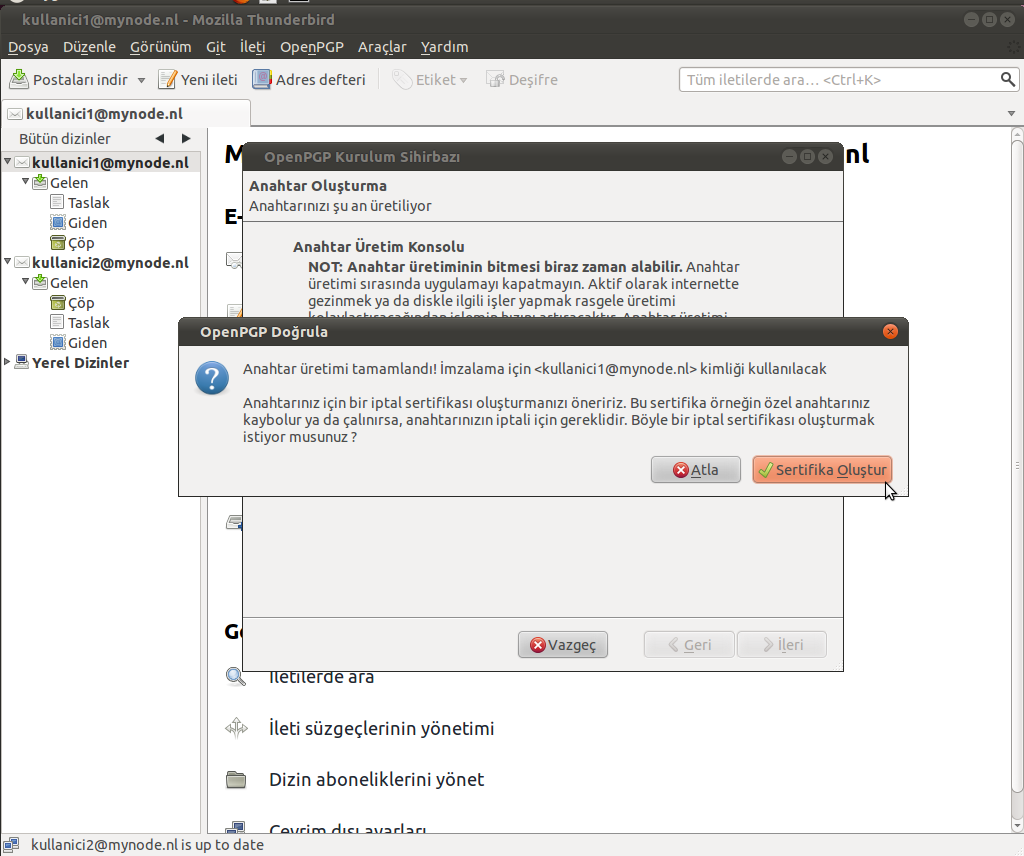 kullanici1@mynode.nl - Mozilla Thunderbird
Dosya Düzenle Görünüm Git İleti OpenPGP Araçlar Yardım
Postaları indir Yeni ileti Adres defteri Etiket Deşifre Tüm iletilerde ara... <Ctrl+K>
kullanici1@mynode.nl
Bütün dizinler
kullanici1@mynode.nl
Gelen
Taslak
Giden
Çöp
kullanici2@mynode.nl
Gelen
Çöp
Taslak
Giden
Yerel Dizinler
nl
E-
OpenPGP Kurulum Sihirbazı
Anahtar Oluşturma
Anahtarınızı şu an üretiliyor
Anahtar Üretim Konsolu
NOT: Anahtar üretiminin bitmesi biraz zaman alabilir. Anahtar
üretimi sırasında uygulamayı kapatmayın. Aktif olarak internette
gezinmek ya da diskle ilgili işler yapmak rasgele üretimi
kolaylaştıracağından işlemin hızını artıracaktır. Anahtar üretimi
OpenPGP Doğrula
Anahtar üretimi tamamlandı! İmzalama için <kullanici1@mynode.nl> kimliği kullanılacak
Anahtarınız için bir iptal sertifikası oluşturmanızı öneririz. Bu sertifika örneğin özel anahtarınız
kaybolur ya da çalınırsa, anahtarınızın iptali için gereklidir. Böyle bir iptal sertifikası oluşturmak
istiyor musunuz ?
Atla Sertifika Oluştur
Vazgeç Geri İleri
İletilerde ara
İleti süzgeçlerinin yönetimi
Dizin aboneliklerini yönet
Çevrim dışı ayarları
kullanici2@mynode.nl is up to date